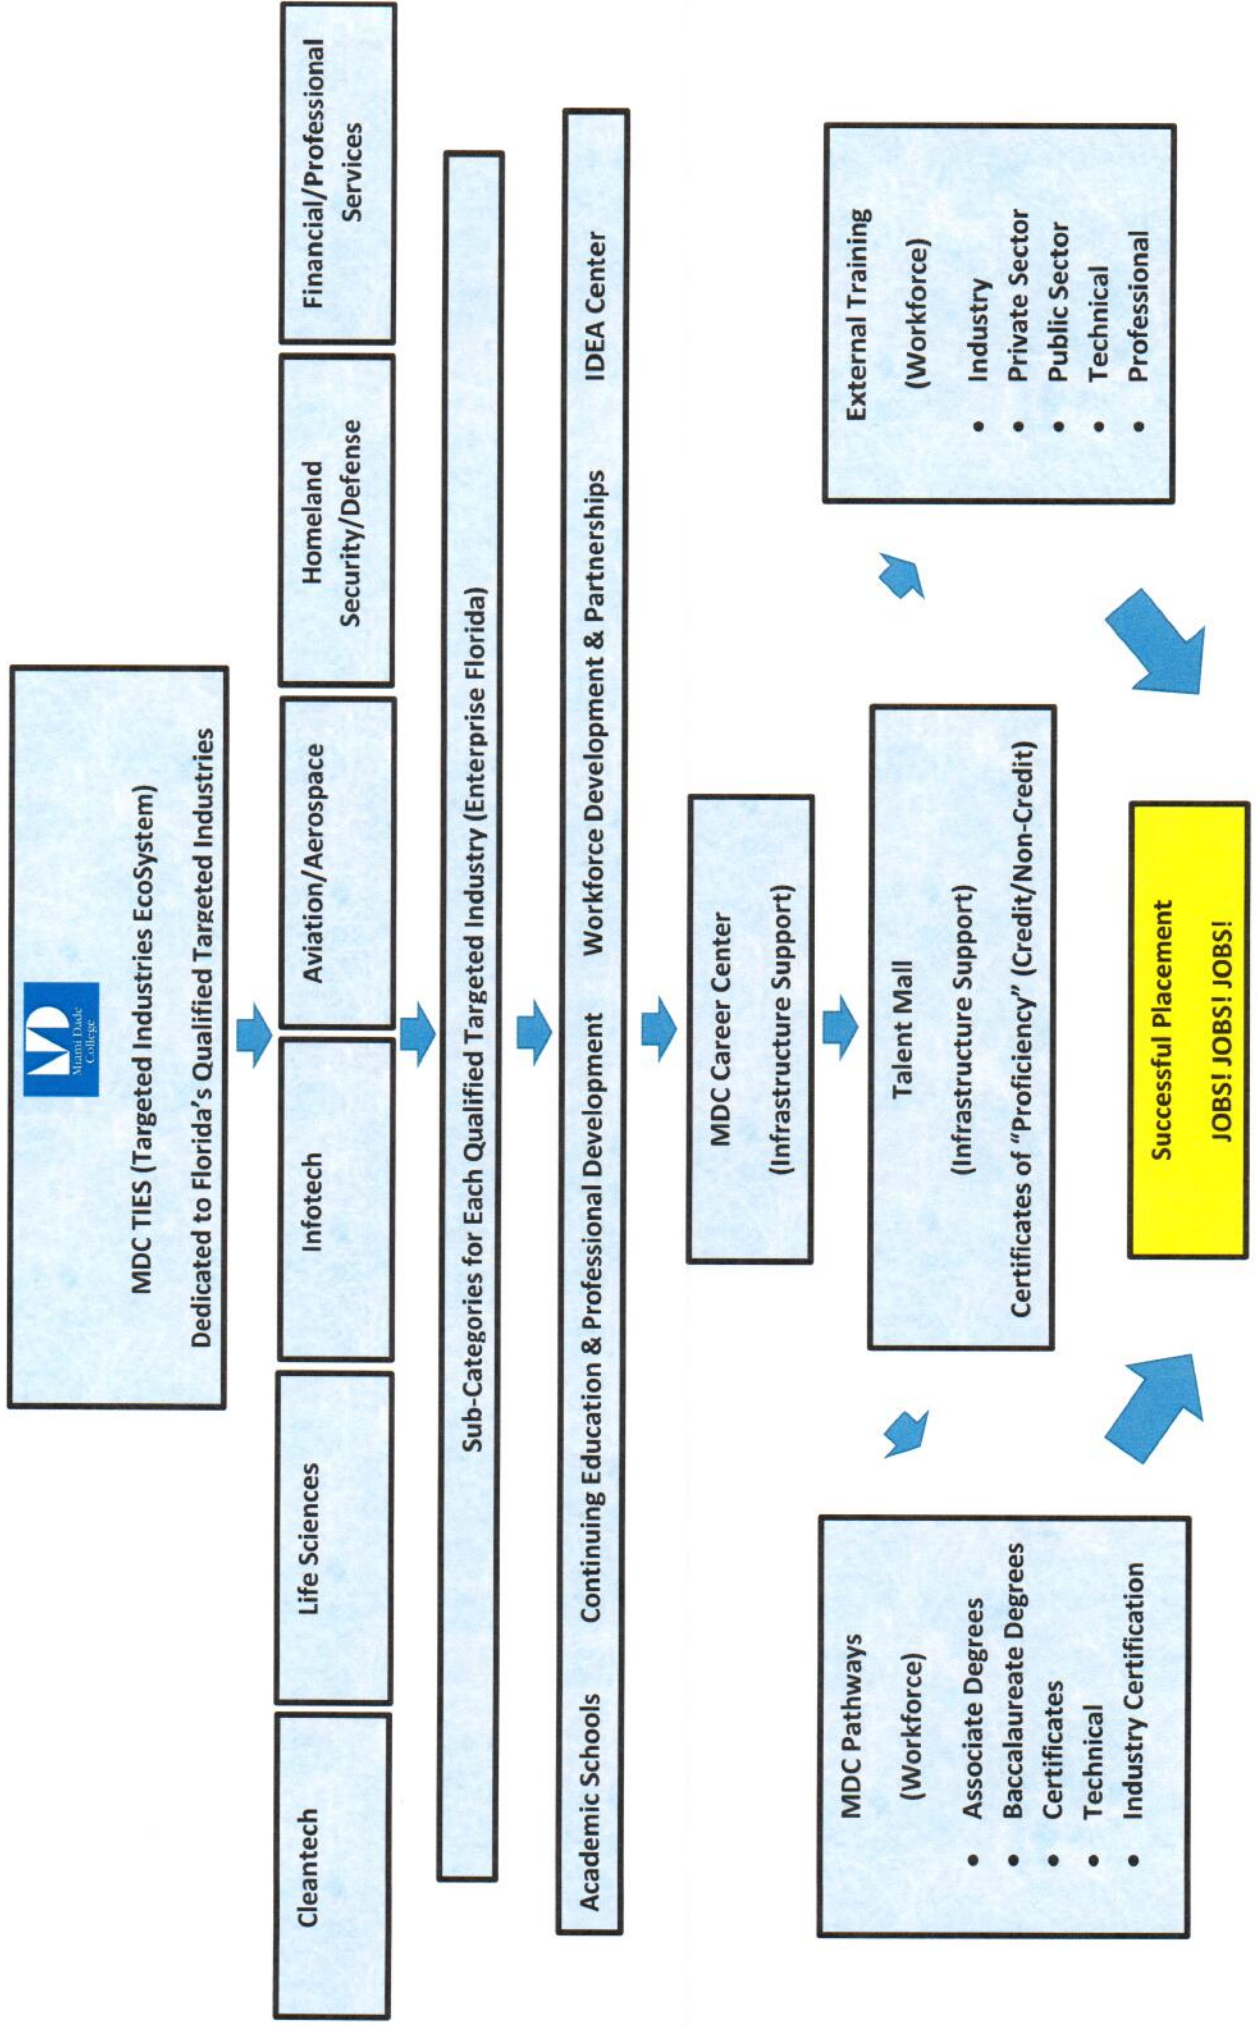 MD
Miami Dade
College
MDC TIES (Targeted Industries EcoSystem)
Dedicated to Florida's Qualified Targeted Industries
Cleantech
Life Sciences
Infotech
Aviation/Aerospace
Homeland
Security/Defense
Financial/Professional
Services
Sub-Categories for Each Qualified Targeted Industry (Enterprise Florida)
Academic Schools Continuing Education & Professional Development Workforce Development & Partnerships IDEA Center
MDC Career Center
(Infrastructure Support)
MDC Pathways
(Workforce)
• Associate Degrees
• Baccalaureate Degrees
• Certificates
• Technical
• Industry Certification
Talent Mall
(Infrastructure Support)
Certificates of "Proficiency" (Credit/Non-Credit)
External Training
(Workforce)
• Industry
• Private Sector
• Public Sector
• Technical
• Professional
Successful Placement
JOBS! JOBS! JOBS!